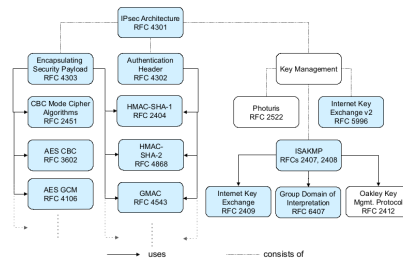 IPsec Architecture
RFC 4301
Encapsulating
Security Payload
RFC 4303
Authentication
Header
RFC 4302
Key Management
CBC Mode Cipher
Algorithms
RFC 2451
HMAC-SHA-1
RFC 2404
Photuris
RFC 2522
Internet Key
Exchange v2
RFC 5996
AES CBC
RFC 3602
HMAC-
SHA-2
RFC 4868
ISAKMP
RFCs 2407, 2408
AES GCM
RFC 4106
GMAC
RFC 4543
Internet Key
Exchange
RFC 2409
Group Domain of
Interpretation
RFC 6407
Oakley Key
Mgmt. Protocol
RFC 2412
uses
consists of